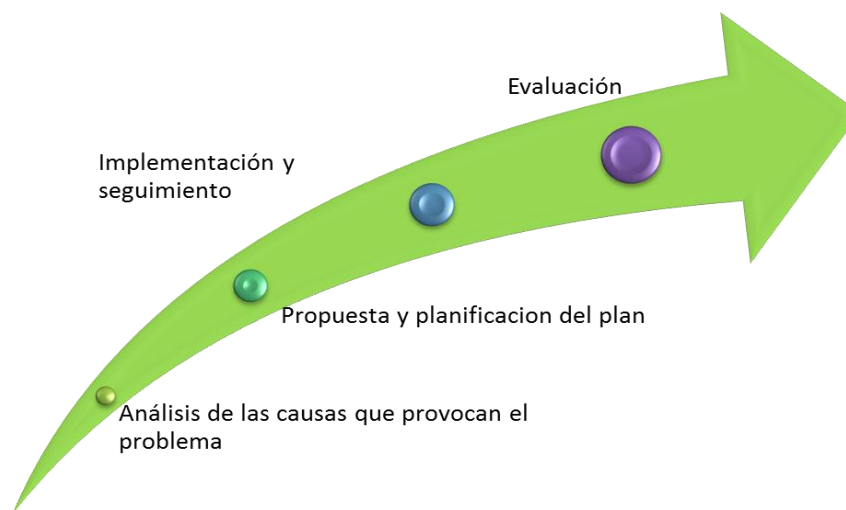 Evaluación
Implementación y
seguimiento
Propuesta y planificacion del plan
Análisis de las causas que provocan el
problema